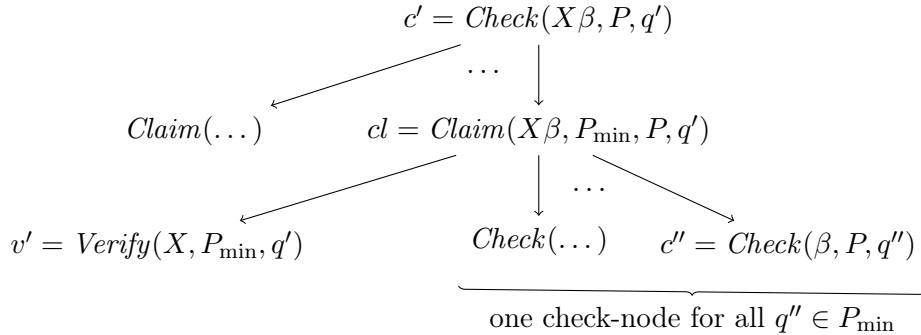 c′ = Check(Xβ, P, q′)
...
Claim(...) cl = Claim(Xβ, P_min, P, q′)
...
v′ = Verify(X, P_min, q′) Check(...) c″ = Check(β, P, q″)
one check-node for all q″ ∈ P_min